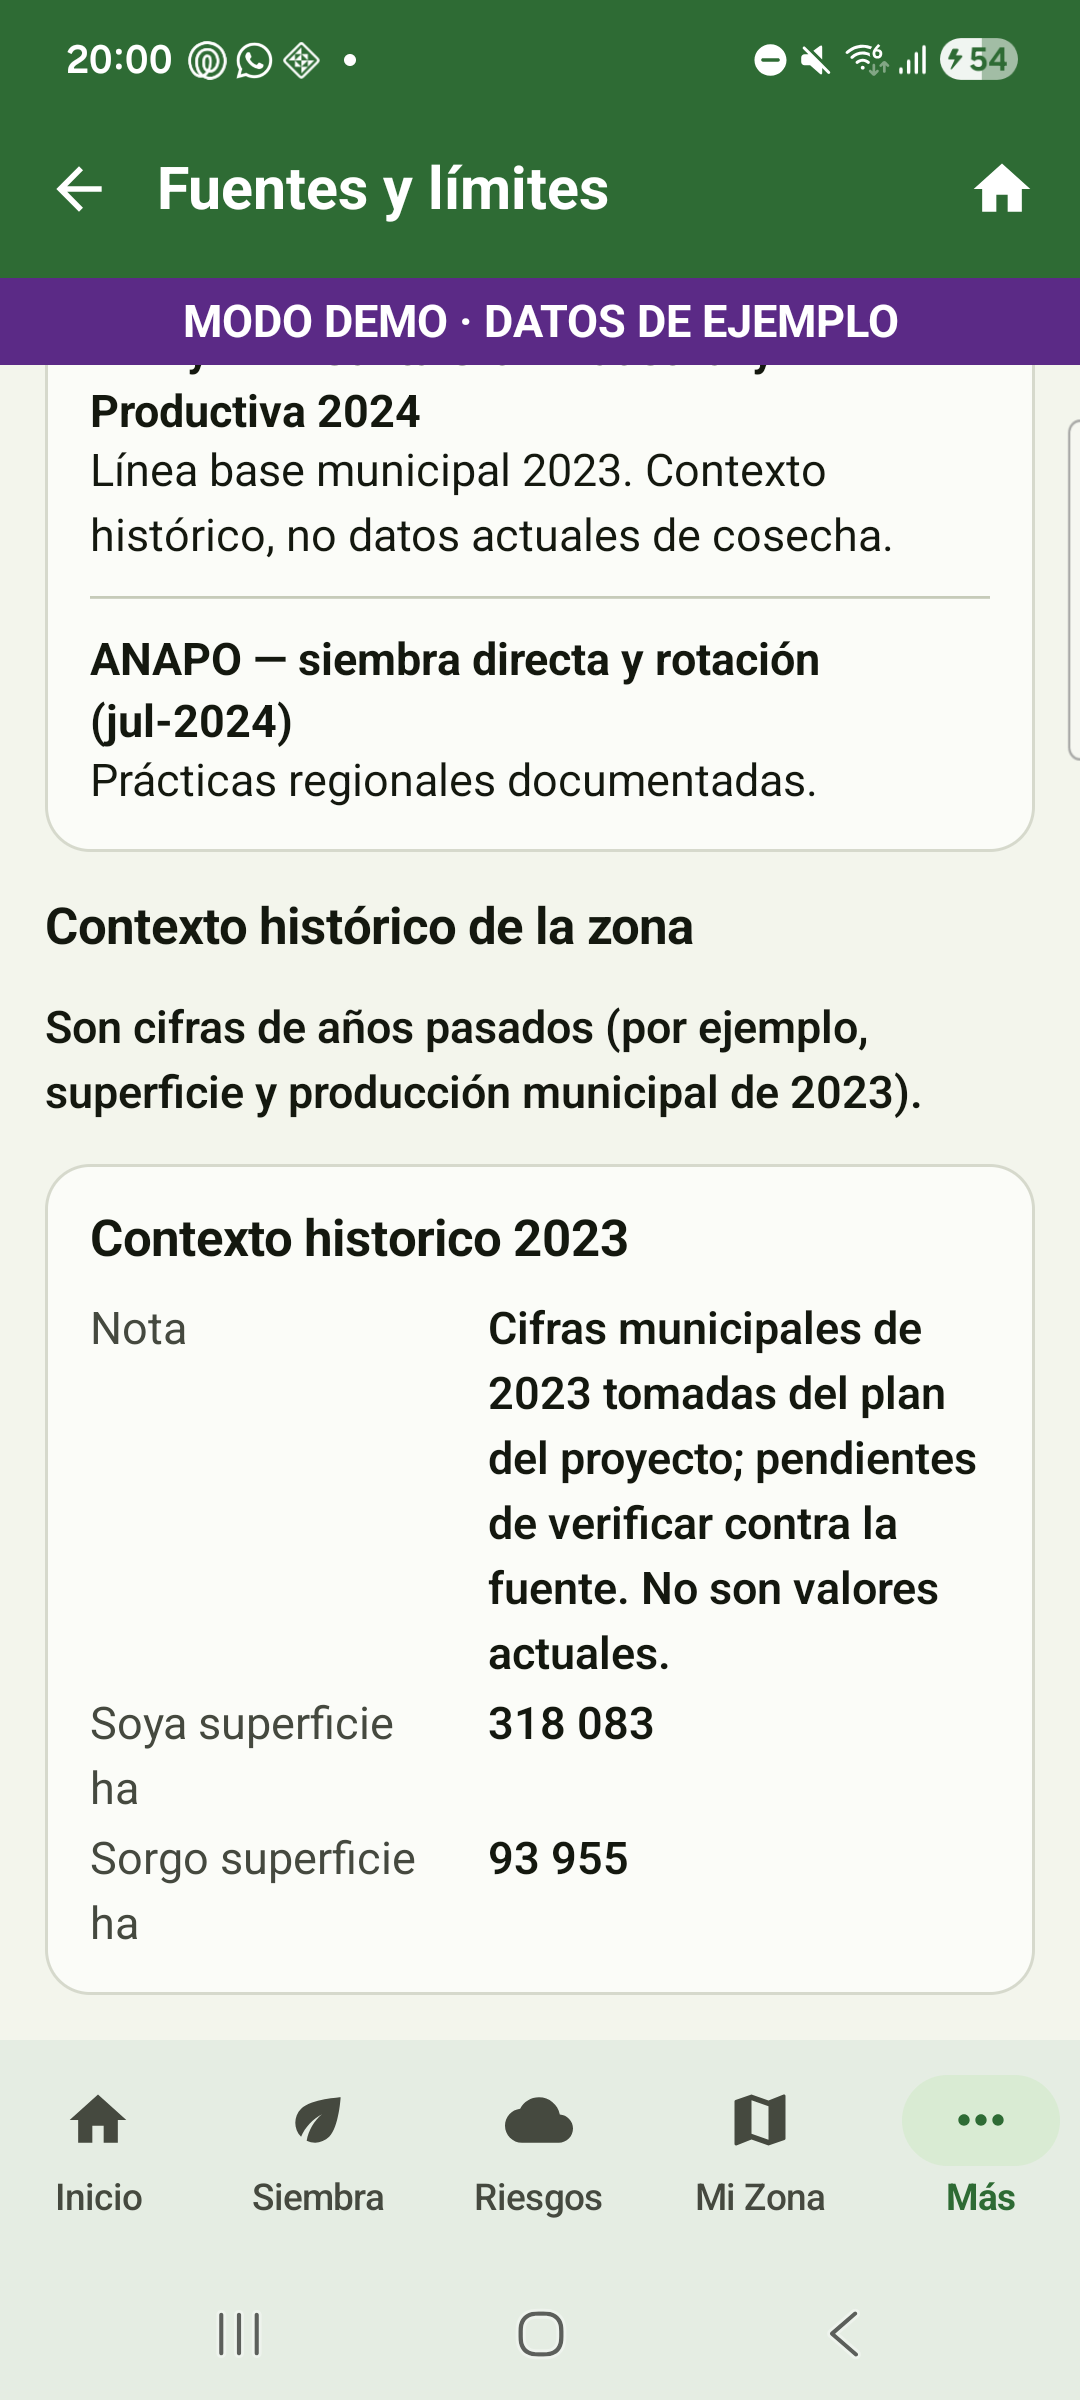 20:00
54
Fuentes y límites
MODO DEMO · DATOS DE EJEMPLO
Productiva 2024
Línea base municipal 2023. Contexto
histórico, no datos actuales de cosecha.
ANAPO — siembra directa y rotación
(jul-2024)
Prácticas regionales documentadas.
Contexto histórico de la zona
Son cifras de años pasados (por ejemplo,
superficie y producción municipal de 2023).
Contexto historico 2023
Nota
Cifras municipales de
2023 tomadas del plan
del proyecto; pendientes
de verificar contra la
fuente. No son valores
actuales.
Soya superficie
ha
318 083
Sorgo superficie
ha
93 955
Inicio
Siembra
Riesgos
Mi Zona
Más